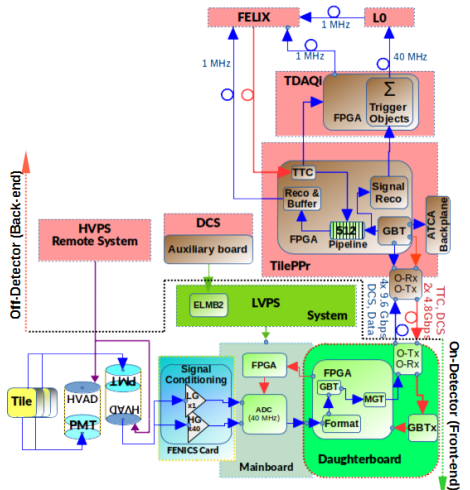 FELIX
L0
1 MHz
1 MHz
1 MHz
40 MHz
TDAQi
Σ
Trigger
Objects
FPGA
TTC
Reco &
Buffer
Signal
Reco
512
Pipeline
GBT
FPGA
TilePPr
ATCA
Backplane
Off-Detector (Back-end)
HVPS
Remote System
DCS
Auxiliary board
ELMB2
LVPS
System
O-Rx
O-Tx
4x 9.6 Gbps
DCS, Data
TTC, DCS
2x 4.8Gbps
On-Detector (Front-end)
Tile
HVAD
PMT
PMT
HVAD
Signal
Conditioning
LG
x1
HG
x40
FENICS Card
FPGA
ADC
(40 MHz)
Mainboard
FPGA
GBT
MGT
Format
O-Tx
O-Rx
GBTx
Daughterboard